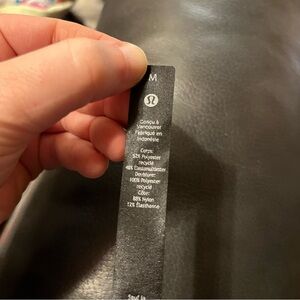 M
Conçu à
Vancouver
Fabriqué en
Indonésie
Corps:
52% Polyester
recyclé
48% Elastomultiester
Doublure:
100% Polyester
recyclé
Côte:
88% Nylon
12% Élasthanne